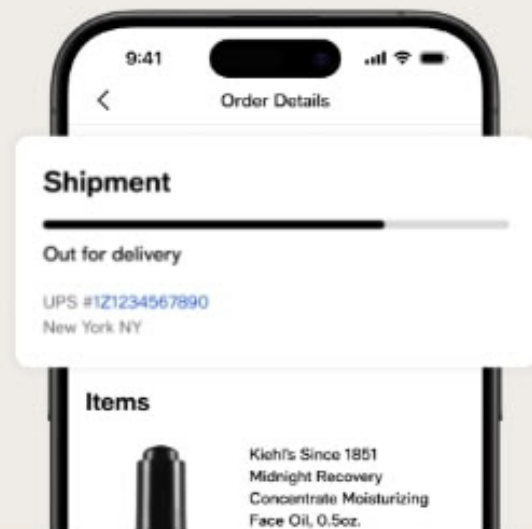 9:41
Order Details
Shipment
Out for delivery
UPS #1Z1234567890
New York NY
Items
Kiehl's Since 1851
Midnight Recovery
Concentrate Moisturizing
Face Oil, 0.5oz.